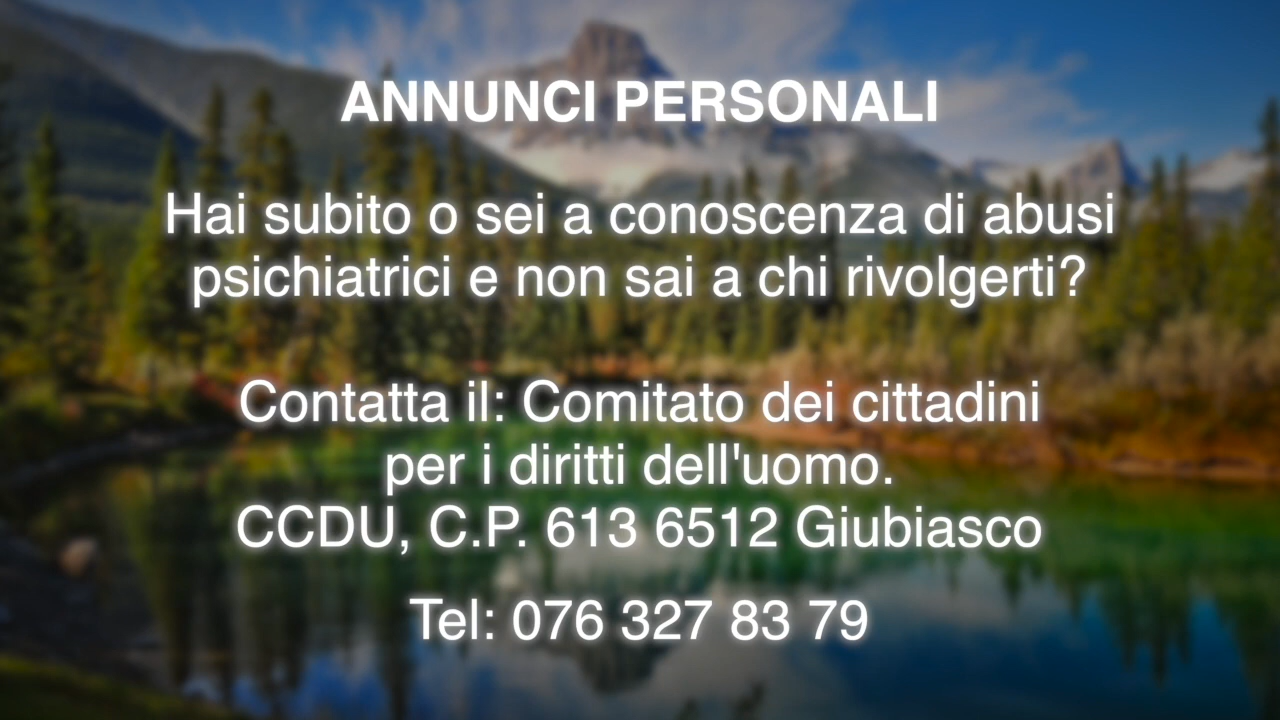 ANNUNCI PERSONALI
Hai subito o sei a conoscenza di abusi
psichiatrici e non sai a chi rivolgerti?
Contatta il: Comitato dei cittadini
per i diritti dell'uomo.
CCDU, C.P. 613 6512 Giubiasco
Tel: 076 327 83 79